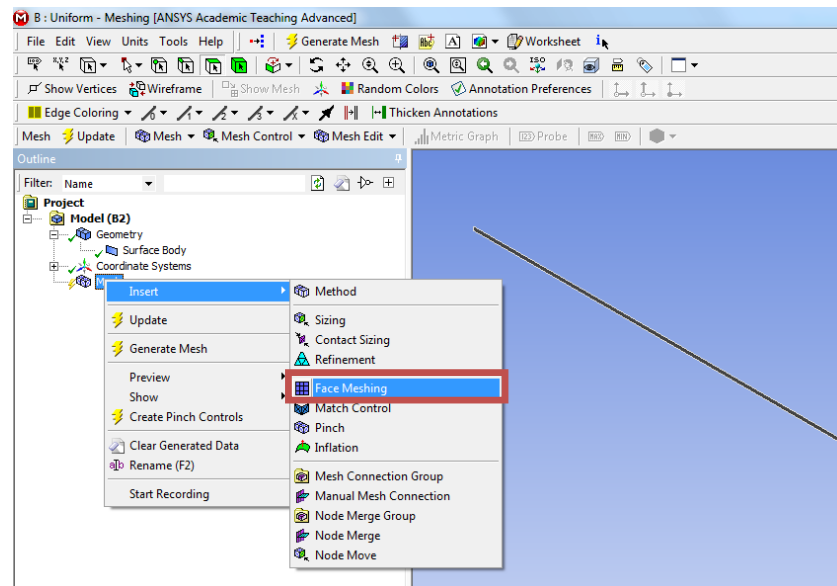 B : Uniform - Meshing [ANSYS Academic Teaching Advanced]
File Edit View Units Tools Help Generate Mesh A Worksheet
Show Vertices Wireframe Show Mesh Random Colors Annotation Preferences
Edge Coloring Thicken Annotations
Mesh Update Mesh Mesh Control Mesh Edit Metric Graph Probe MAX MIN
Outline
Filter: Name
Project
Model (B2)
Geometry
Surface Body
Coordinate Systems
Insert
Update
Generate Mesh
Preview
Show
Create Pinch Controls
Clear Generated Data
Rename (F2)
Start Recording
Method
Sizing
Contact Sizing
Refinement
Face Meshing
Match Control
Pinch
Inflation
Mesh Connection Group
Manual Mesh Connection
Node Merge Group
Node Merge
Node Move